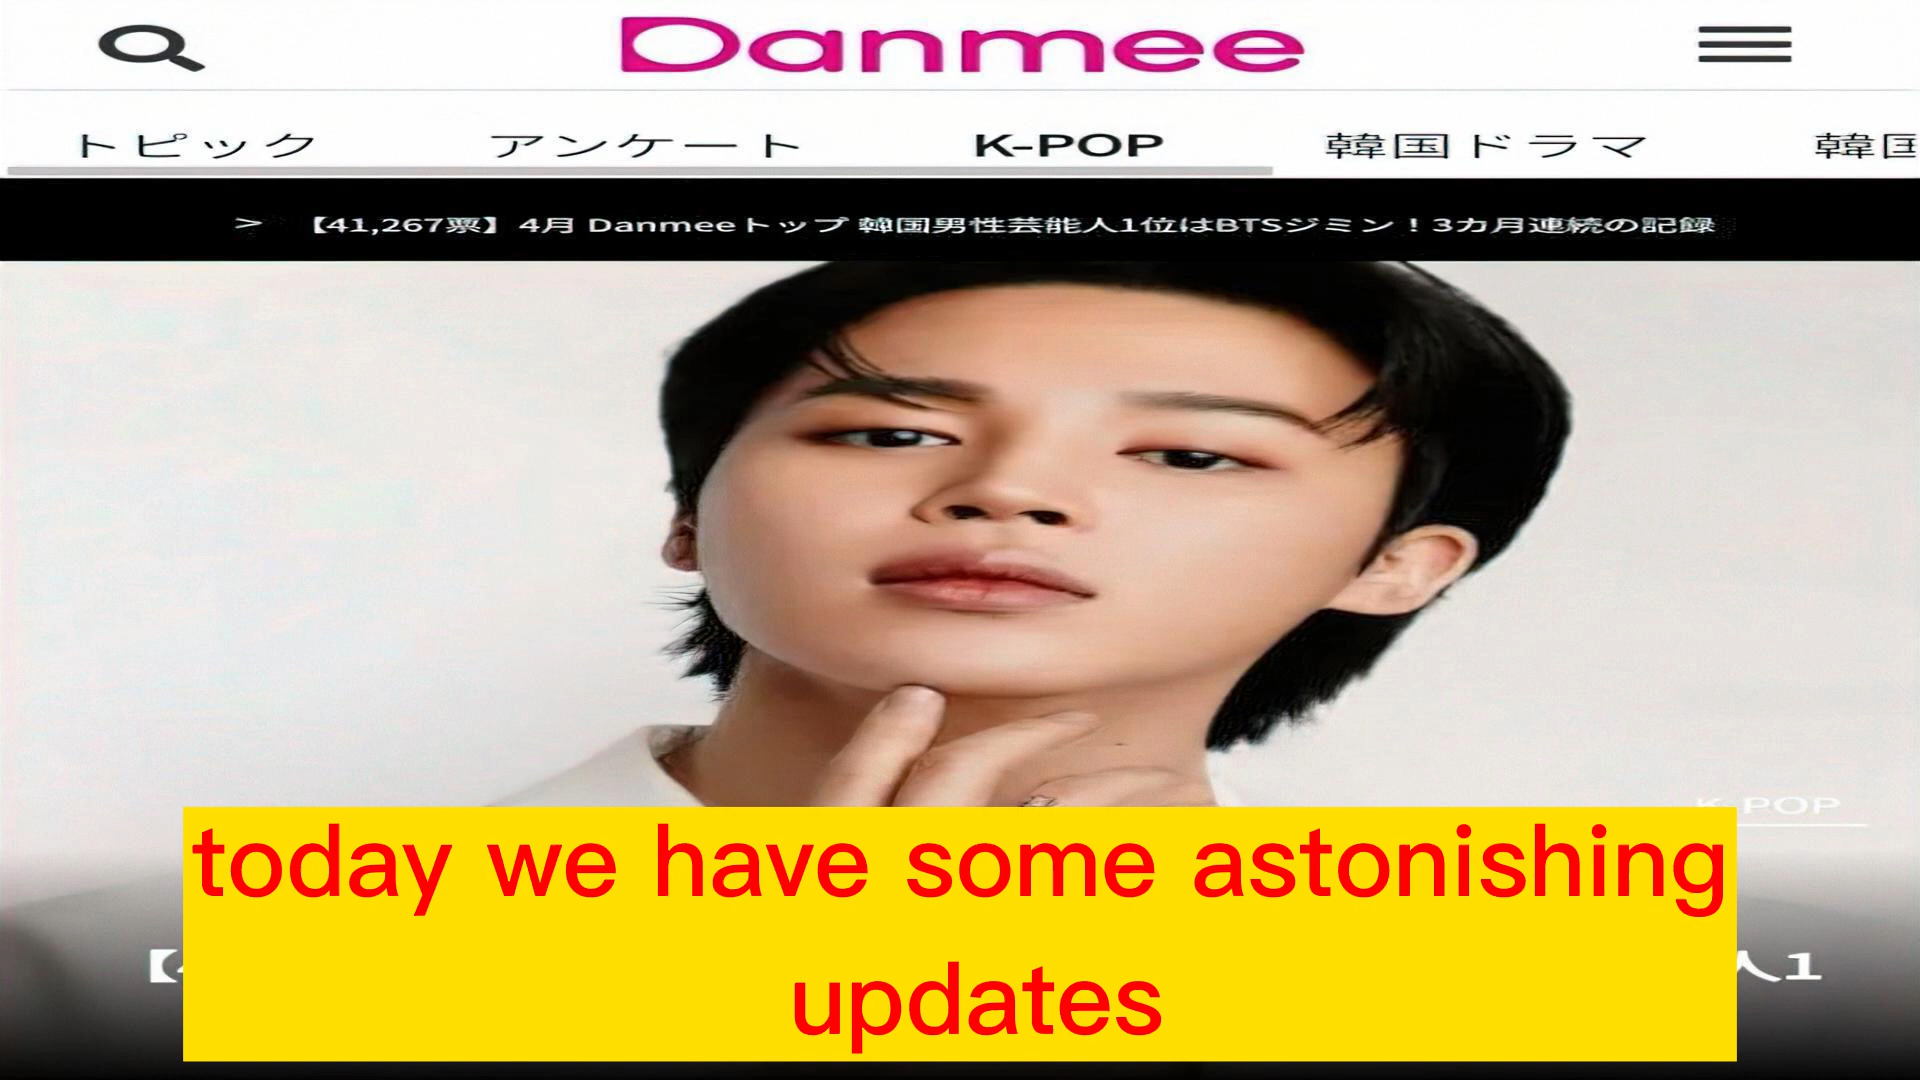 Danmee
トピック アンケート K-POP 韓国ドラマ 韓国
> 【41,267票】4月 Danmeeトップ 韓国男性芸能人1位はBTSジミン！3カ月連続の記録
K-POP
today we have some astonishing
人1
updates